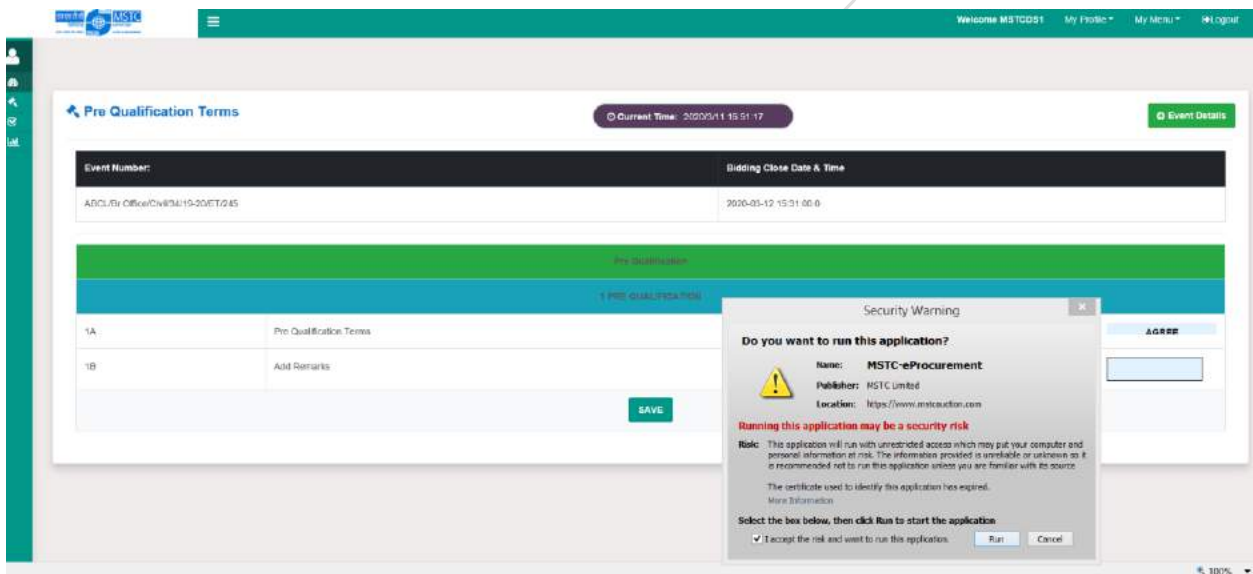 MSTC
Welcome MSTCDS1 My Profile My Menu Logout
Pre Qualification Terms
Current Time: 2020/3/11 15:51:17
Event Details
Event Number:
Bidding Close Date & Time
ABCL/Br Office/Civil/34/19-20/ET/245
2020-03-12 15:31:00.0
Pre Qualification
1 PRE QUALIFICATION
1A Pre Qualification Terms AGREE
1B Add Remarks
SAVE
Security Warning
Do you want to run this application?
Name: MSTC-eProcurement
Publisher: MSTC Limited
Location: https://www.mstcauction.com
Running this application may be a security risk
Risk: This application will run with unrestricted access which may put your computer and
personal information at risk. The information provided is unreliable or unknown so it
is recommended not to run this application unless you are familiar with its source
The certificate used to identify this application has expired.
More Information
Select the box below, then click Run to start the application
I accept the risk and want to run this application. Run Cancel
100%